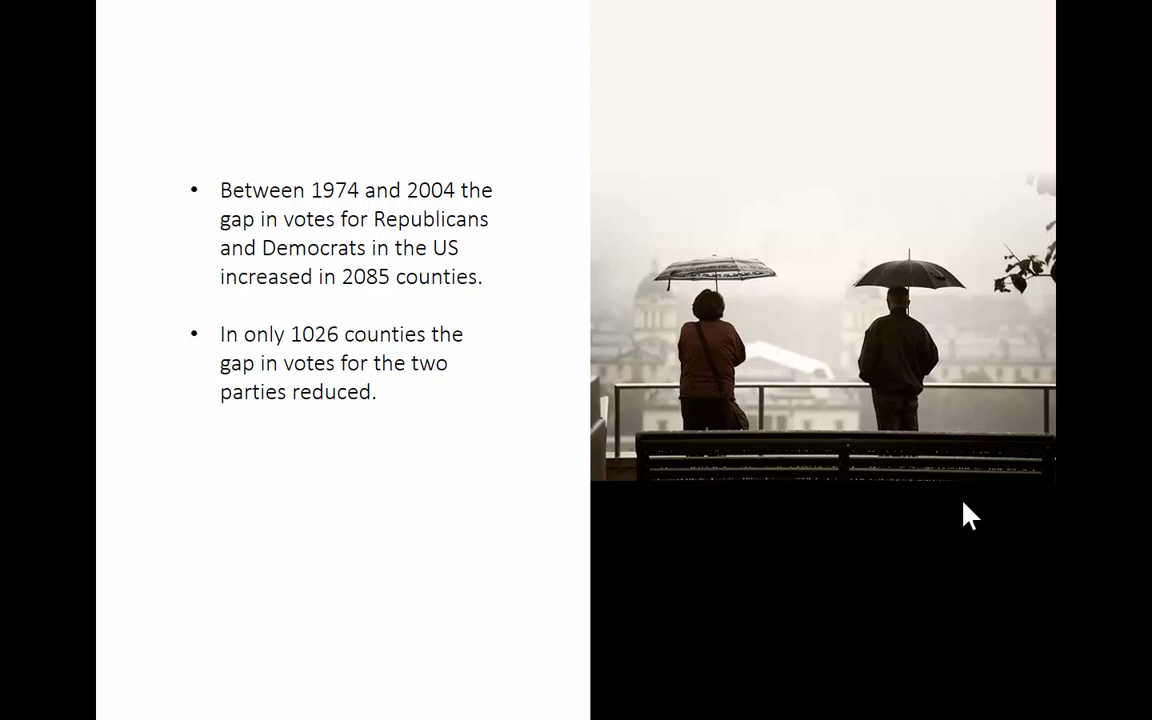 • Between 1974 and 2004 the
gap in votes for Republicans
and Democrats in the US
increased in 2085 counties.
• In only 1026 counties the
gap in votes for the two
parties reduced.